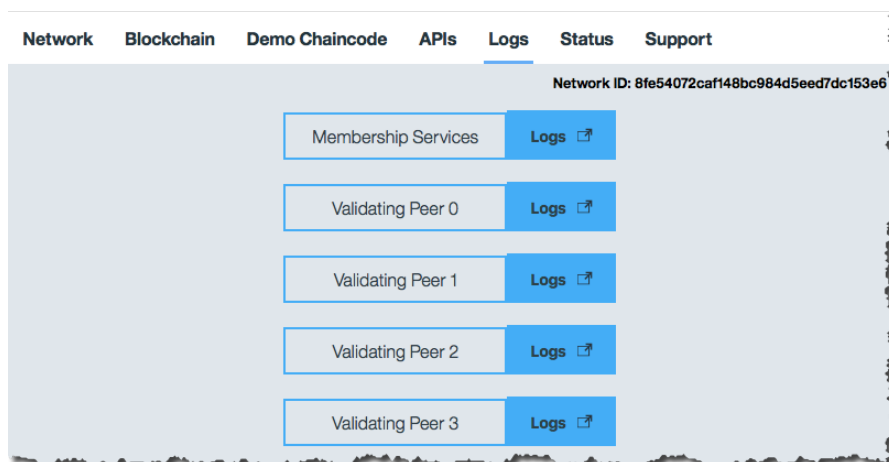 Network Blockchain Demo Chaincode APIs Logs Status Support
Network ID: 8fe54072caf148bc984d5eed7dc153e6
Membership Services Logs
Validating Peer 0 Logs
Validating Peer 1 Logs
Validating Peer 2 Logs
Validating Peer 3 Logs